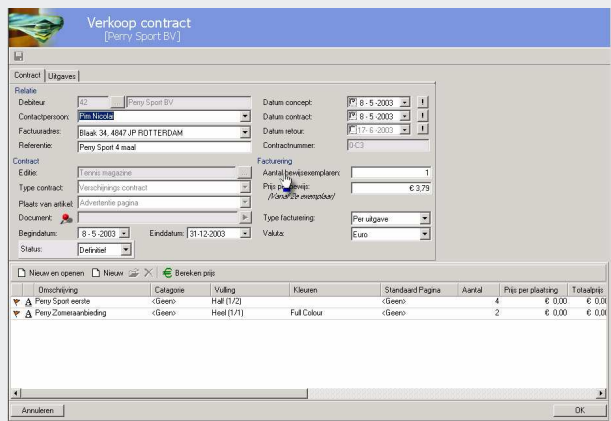 Verkoop contract
[Perry Sport BV]
Contract Uitgaves
Relatie
Debiteur 42 ... Perry Sport BV
Contactpersoon: Pim Nicolai
Factuuradres: Blaak 34, 4847 JP ROTTERDAM
Referentie: Perry Sport 4 maal
Datum concept: 8 - 5 -2003 !
Datum contract: 8 - 5 -2003 !
Datum retour: 17- 6 -2003 !
Contractnummer: 0-C3
Contract
Editie: Tennis magazine ...
Type contract: Verschijnings contract
Plaats van artikel: Advertentie pagina
Document:
Begindatum: 8 - 5 -2003 Einddatum: 31-12-2003
Status: Definitief
Facturering
Aantal bewijsexemplaren: 1
Prijs per bewijs: € 3,79
(Vanaf 2e exemplaar)
Type facturering: Per uitgave
Valuta: Euro
Nieuw en openen Nieuw Bereken prijs
Omschrijving Catagorie Vulling Kleuren Standaard Pagina Aantal Prijs per plaatsing Totaalprijs
A Perry Sport eerste <Geen> Half (1/2) <Geen> 4 € 0,00 € 0,00
A Perry Zomeraanbieding <Geen> Heel (1/1) Full Colour <Geen> 2 € 0,00 € 0,00
Annuleren OK